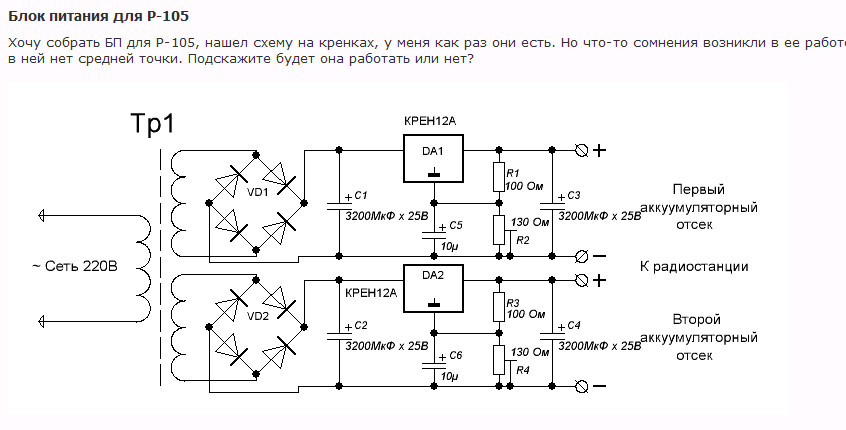 Блок питания для Р-105
Хочу собрать БП для Р-105, нашел схему на кренках, у меня как раз они есть. Но что-то сомнения возникли в ее работе
в ней нет средней точки. Подскажите будет она работать или нет?
Тр1
КРЕН12А
DA1
VD1
+ C1
3200МкФ x 25В
R1
100 Ом
+ C5
10µ
130 Ом
R2
+ C3
3200МкФ x 25В
+
Первый
аккуумуляторный
отсек
−
~ Сеть 220В
К радиостанции
КРЕН12А
DA2
VD2
+ C2
3200МкФ x 25В
R3
100 Ом
+ C6
10µ
130 Ом
R4
+ C4
3200МкФ x 25В
+
Второй
аккуумуляторный
отсек
−